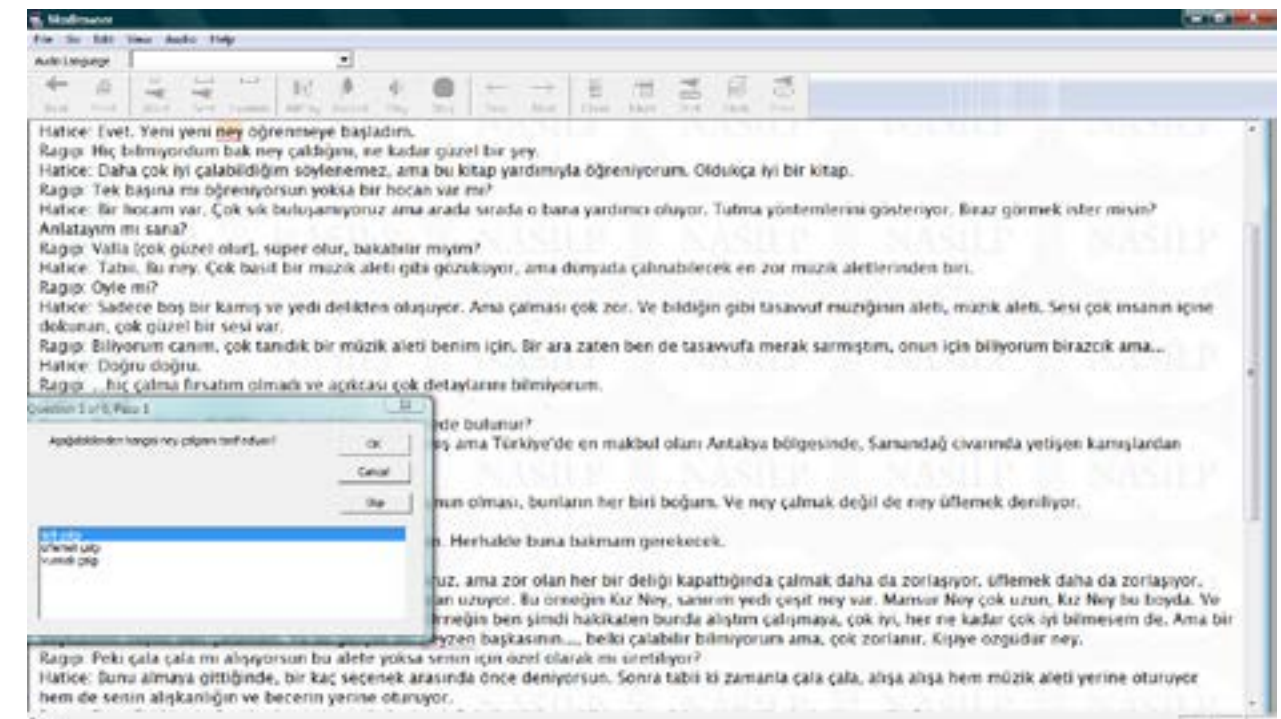 File Go Edit View Audio Help
Audio Language
Hatice: Evet. Yeni yeni ney öğrenmeye başladım.
Ragıp: Hiç bilmiyordum bak ney çaldığını, ne kadar güzel bir şey.
Hatice: Daha çok iyi çalabildiğim söylenemez, ama bu kitap yardımıyla öğreniyorum. Oldukça iyi bir kitap.
Ragıp: Tek başına mı öğreniyorsun yoksa bir hocan var mı?
Hatice: Bir hocam var. Çok sık buluşamıyoruz ama arada sırada o bana yardımcı oluyor. Tutma yöntemlerini gösteriyor. Biraz görmek ister misin?
Anlatayım mı sana?
Ragıp: Valla [çok güzel olur], super olur, bakabilir miyim?
Hatice: Tabii. Bu ney. Çok basit bir muzik aleti gibi gözüküyor, ama dünyada çalınabilecek en zor muzik aletlerinden biri.
Ragıp: Öyle mi?
Hatice: Sadece boş bir kamış ve yedi delikten oluşuyor. Ama çalması çok zor. Ve bildiğin gibi tasavvuf muziğinin aleti, müzik aleti. Sesi çok insanın içine
dokunan, çok güzel bir sesi var.
Ragıp: Biliyorum canım, çok tanıdık bir müzik aleti benim için. Bir ara zaten ben de tasavvufa merak sarmıştım, onun için biliyorum birazcık ama...
Hatice: Doğru doğru.
Ragıp: ...hiç çalma fırsatım olmadı ve açıkcası çok detaylarını bilmiyorum.
Question 1 of 6, Pass 1
Aşağıdakilerden hangisi ney çalgısını tarif ediyor?
OK
Cancel
Skip
üflemeli çalgı
vurmalı çalgı
bulunur?
ama Türkiye'de en makbul olanı Antakya bölgesinde, Samandağ civarında yetişen kamışlardan
olması, bunların her biri boğum. Ve ney çalmak değil de ney üflemek deniliyor.
Herhalde buna bakmam gerekecek.
ama zor olan her bir deliği kapattığında çalmak daha da zorlaşıyor, üflemek daha da zorlaşıyor.
uzuyor. Bu örneğin Kız Ney, sanırım yedi çeşit ney var. Mansur Ney çok uzun, Kız Ney bu boyda. Ve
ben şimdi hakikaten bunda alıştım çalışmaya, çok iyi, her ne kadar çok iyi bilmesem de. Ama bir
başkasının..., belki çalabilir bilmiyorum ama, çok zorlanır. Kişiye özgüdür ney.
Ragıp: Peki çala çala mı alışıyorsun bu alete yoksa senin için özel olarak mı üretiliyor?
Hatice: Bunu almaya gittiğinde, bir kaç seçenek arasında önce deniyorsun. Sonra tabii ki zamanla çala çala, alışa alışa hem müzik aleti yerine oturuyor
hem de senin alışkanlığın ve becerin yerine oturuyor.